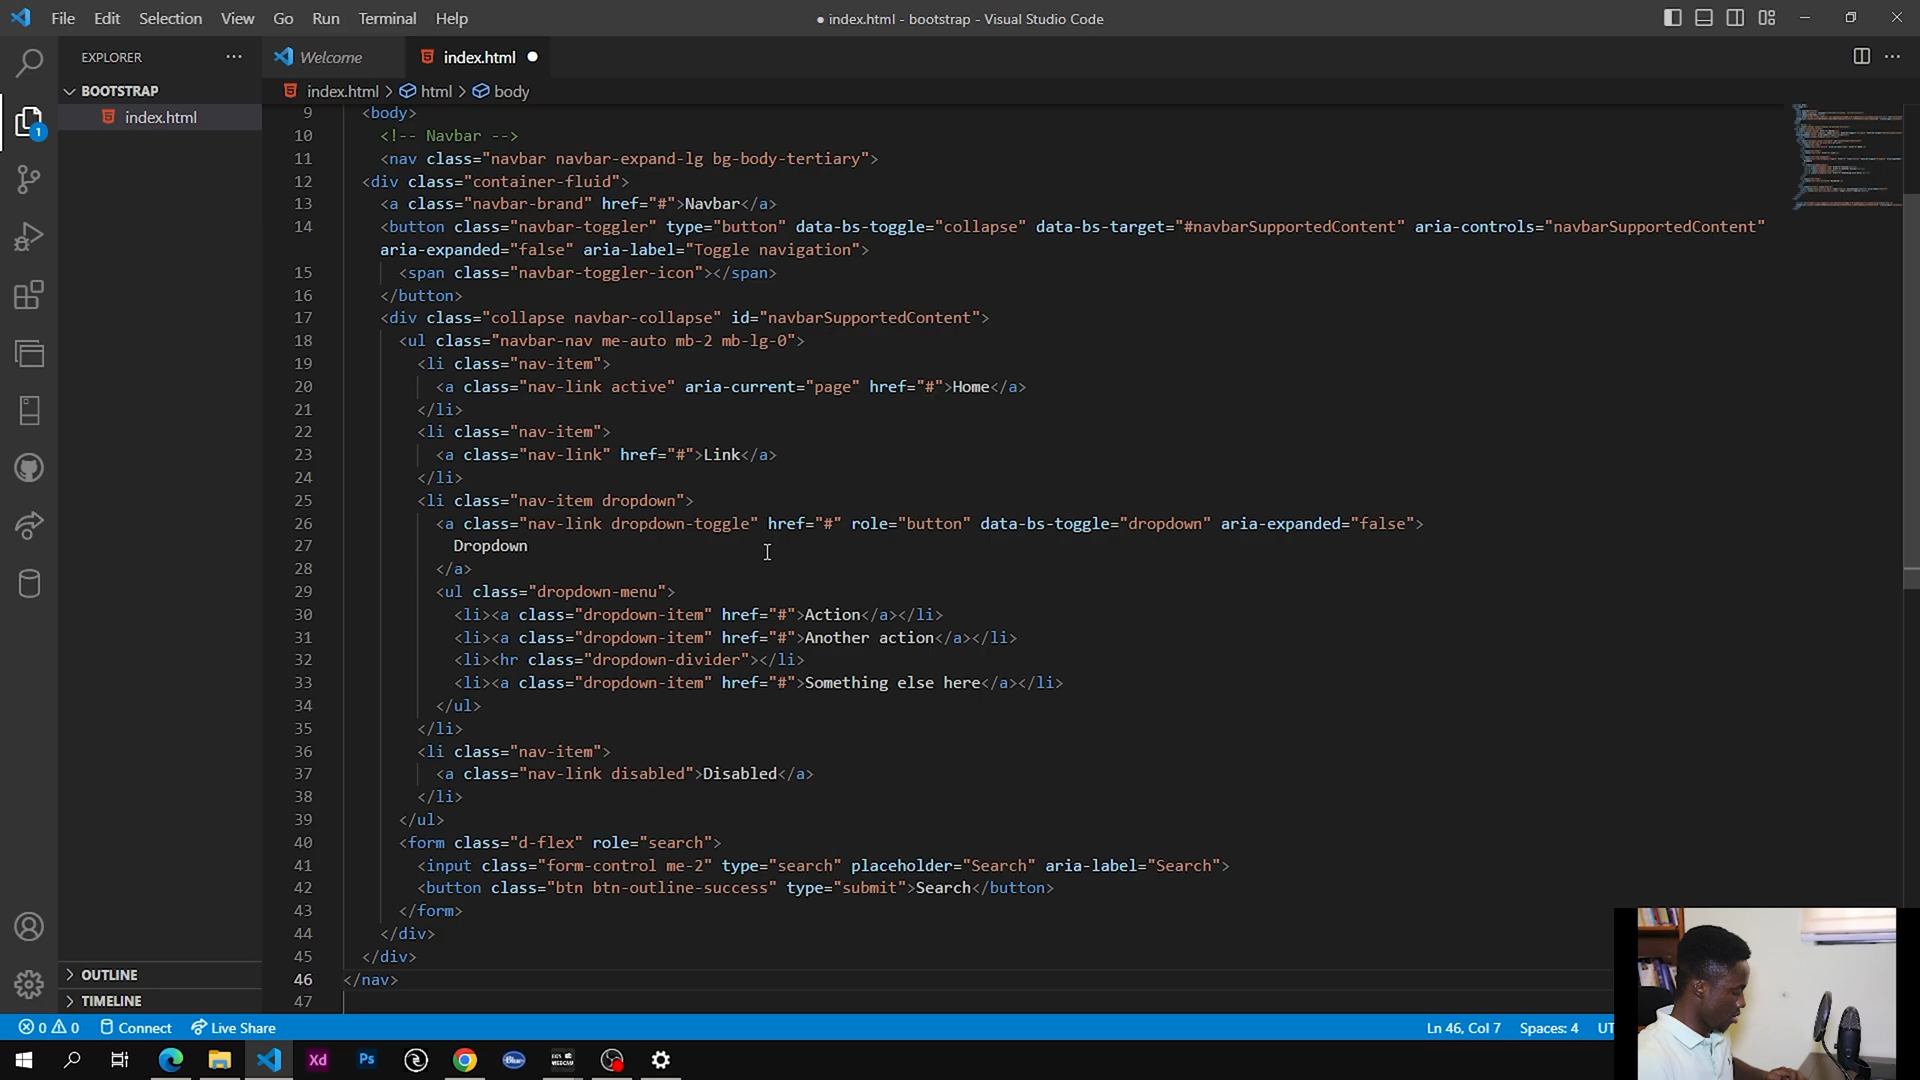 File Edit Selection View Go Run Terminal Help
● index.html - bootstrap - Visual Studio Code
EXPLORER
Welcome
index.html
BOOTSTRAP
index.html
index.html > html > body
1
9 <body>
10 <!-- Navbar -->
11 <nav class="navbar navbar-expand-lg bg-body-tertiary">
12 <div class="container-fluid">
13 <a class="navbar-brand" href="#">Navbar</a>
14 <button class="navbar-toggler" type="button" data-bs-toggle="collapse" data-bs-target="#navbarSupportedContent" aria-controls="navbarSupportedContent"
aria-expanded="false" aria-label="Toggle navigation">
15 <span class="navbar-toggler-icon"></span>
16 </button>
17 <div class="collapse navbar-collapse" id="navbarSupportedContent">
18 <ul class="navbar-nav me-auto mb-2 mb-lg-0">
19 <li class="nav-item">
20 <a class="nav-link active" aria-current="page" href="#">Home</a>
21 </li>
22 <li class="nav-item">
23 <a class="nav-link" href="#">Link</a>
24 </li>
25 <li class="nav-item dropdown">
26 <a class="nav-link dropdown-toggle" href="#" role="button" data-bs-toggle="dropdown" aria-expanded="false">
27 Dropdown
28 </a>
29 <ul class="dropdown-menu">
30 <li><a class="dropdown-item" href="#">Action</a></li>
31 <li><a class="dropdown-item" href="#">Another action</a></li>
32 <li><hr class="dropdown-divider"></li>
33 <li><a class="dropdown-item" href="#">Something else here</a></li>
34 </ul>
35 </li>
36 <li class="nav-item">
37 <a class="nav-link disabled">Disabled</a>
38 </li>
39 </ul>
40 <form class="d-flex" role="search">
41 <input class="form-control me-2" type="search" placeholder="Search" aria-label="Search">
42 <button class="btn btn-outline-success" type="submit">Search</button>
43 </form>
44 </div>
45 </div>
46 </nav>
47
OUTLINE
TIMELINE
0 0 Connect Live Share
Ln 46, Col 7 Spaces: 4 UT
Xd Ps